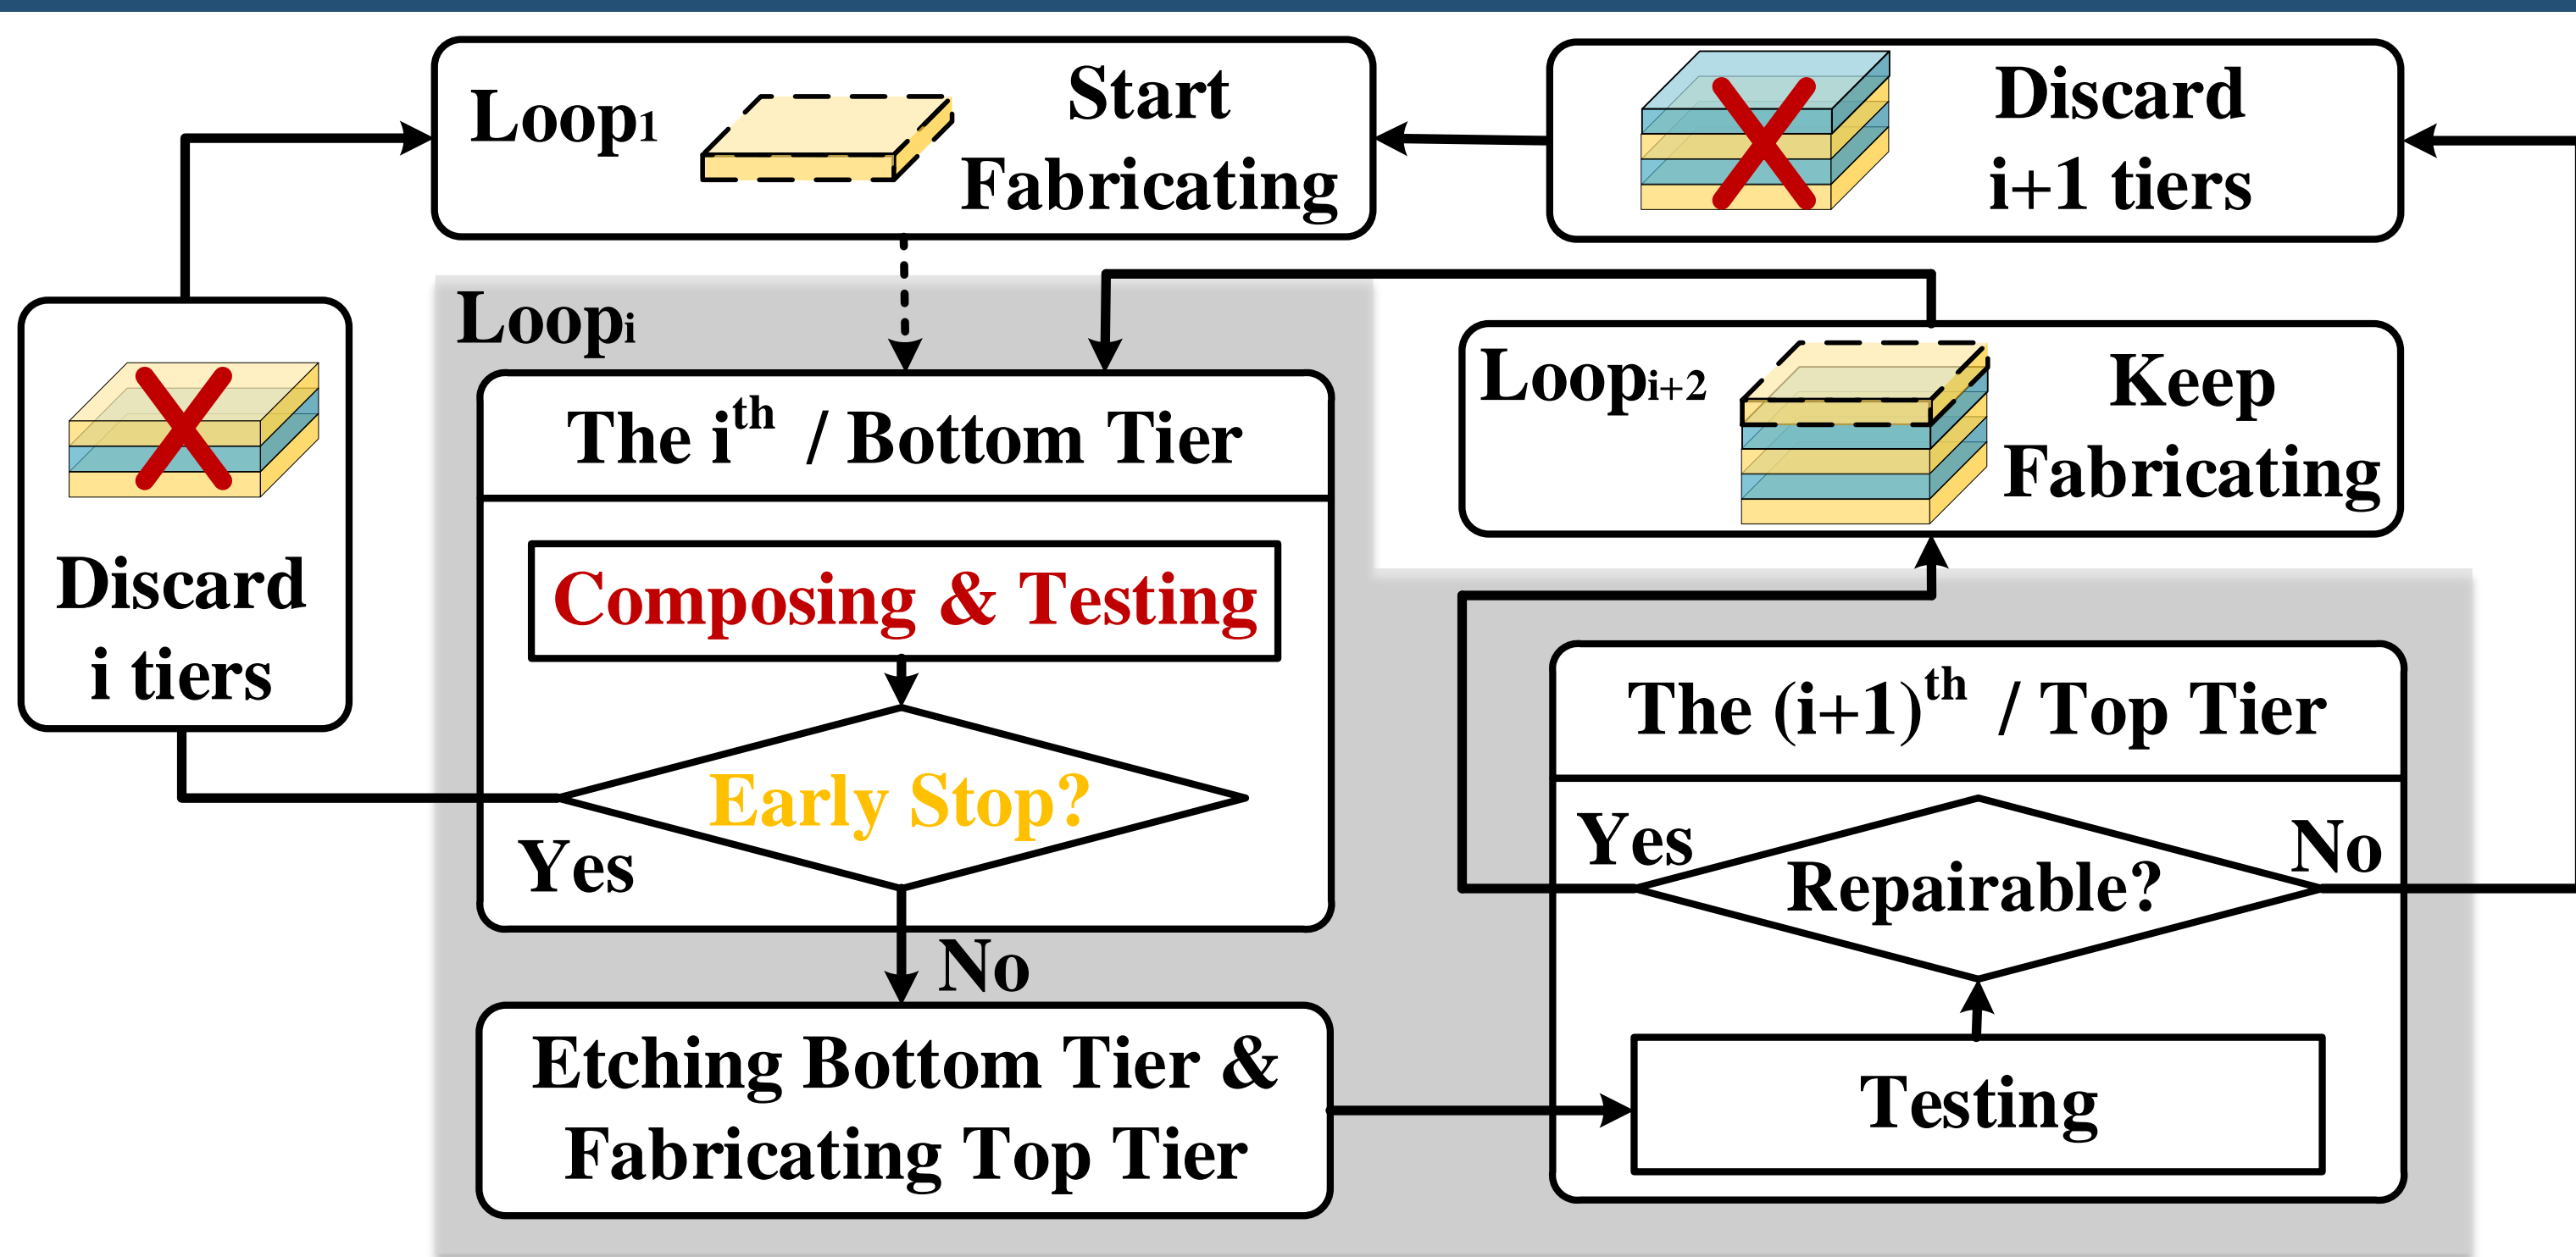 Loop₁
Start
Fabricating
Discard
i+1 tiers
Discard
i tiers
Loopᵢ
The iᵗʰ / Bottom Tier
Composing & Testing
Early Stop?
Yes
No
Etching Bottom Tier &
Fabricating Top Tier
Loopᵢ₊₂
Keep
Fabricating
The (i+1)ᵗʰ / Top Tier
Yes
No
Repairable?
Testing